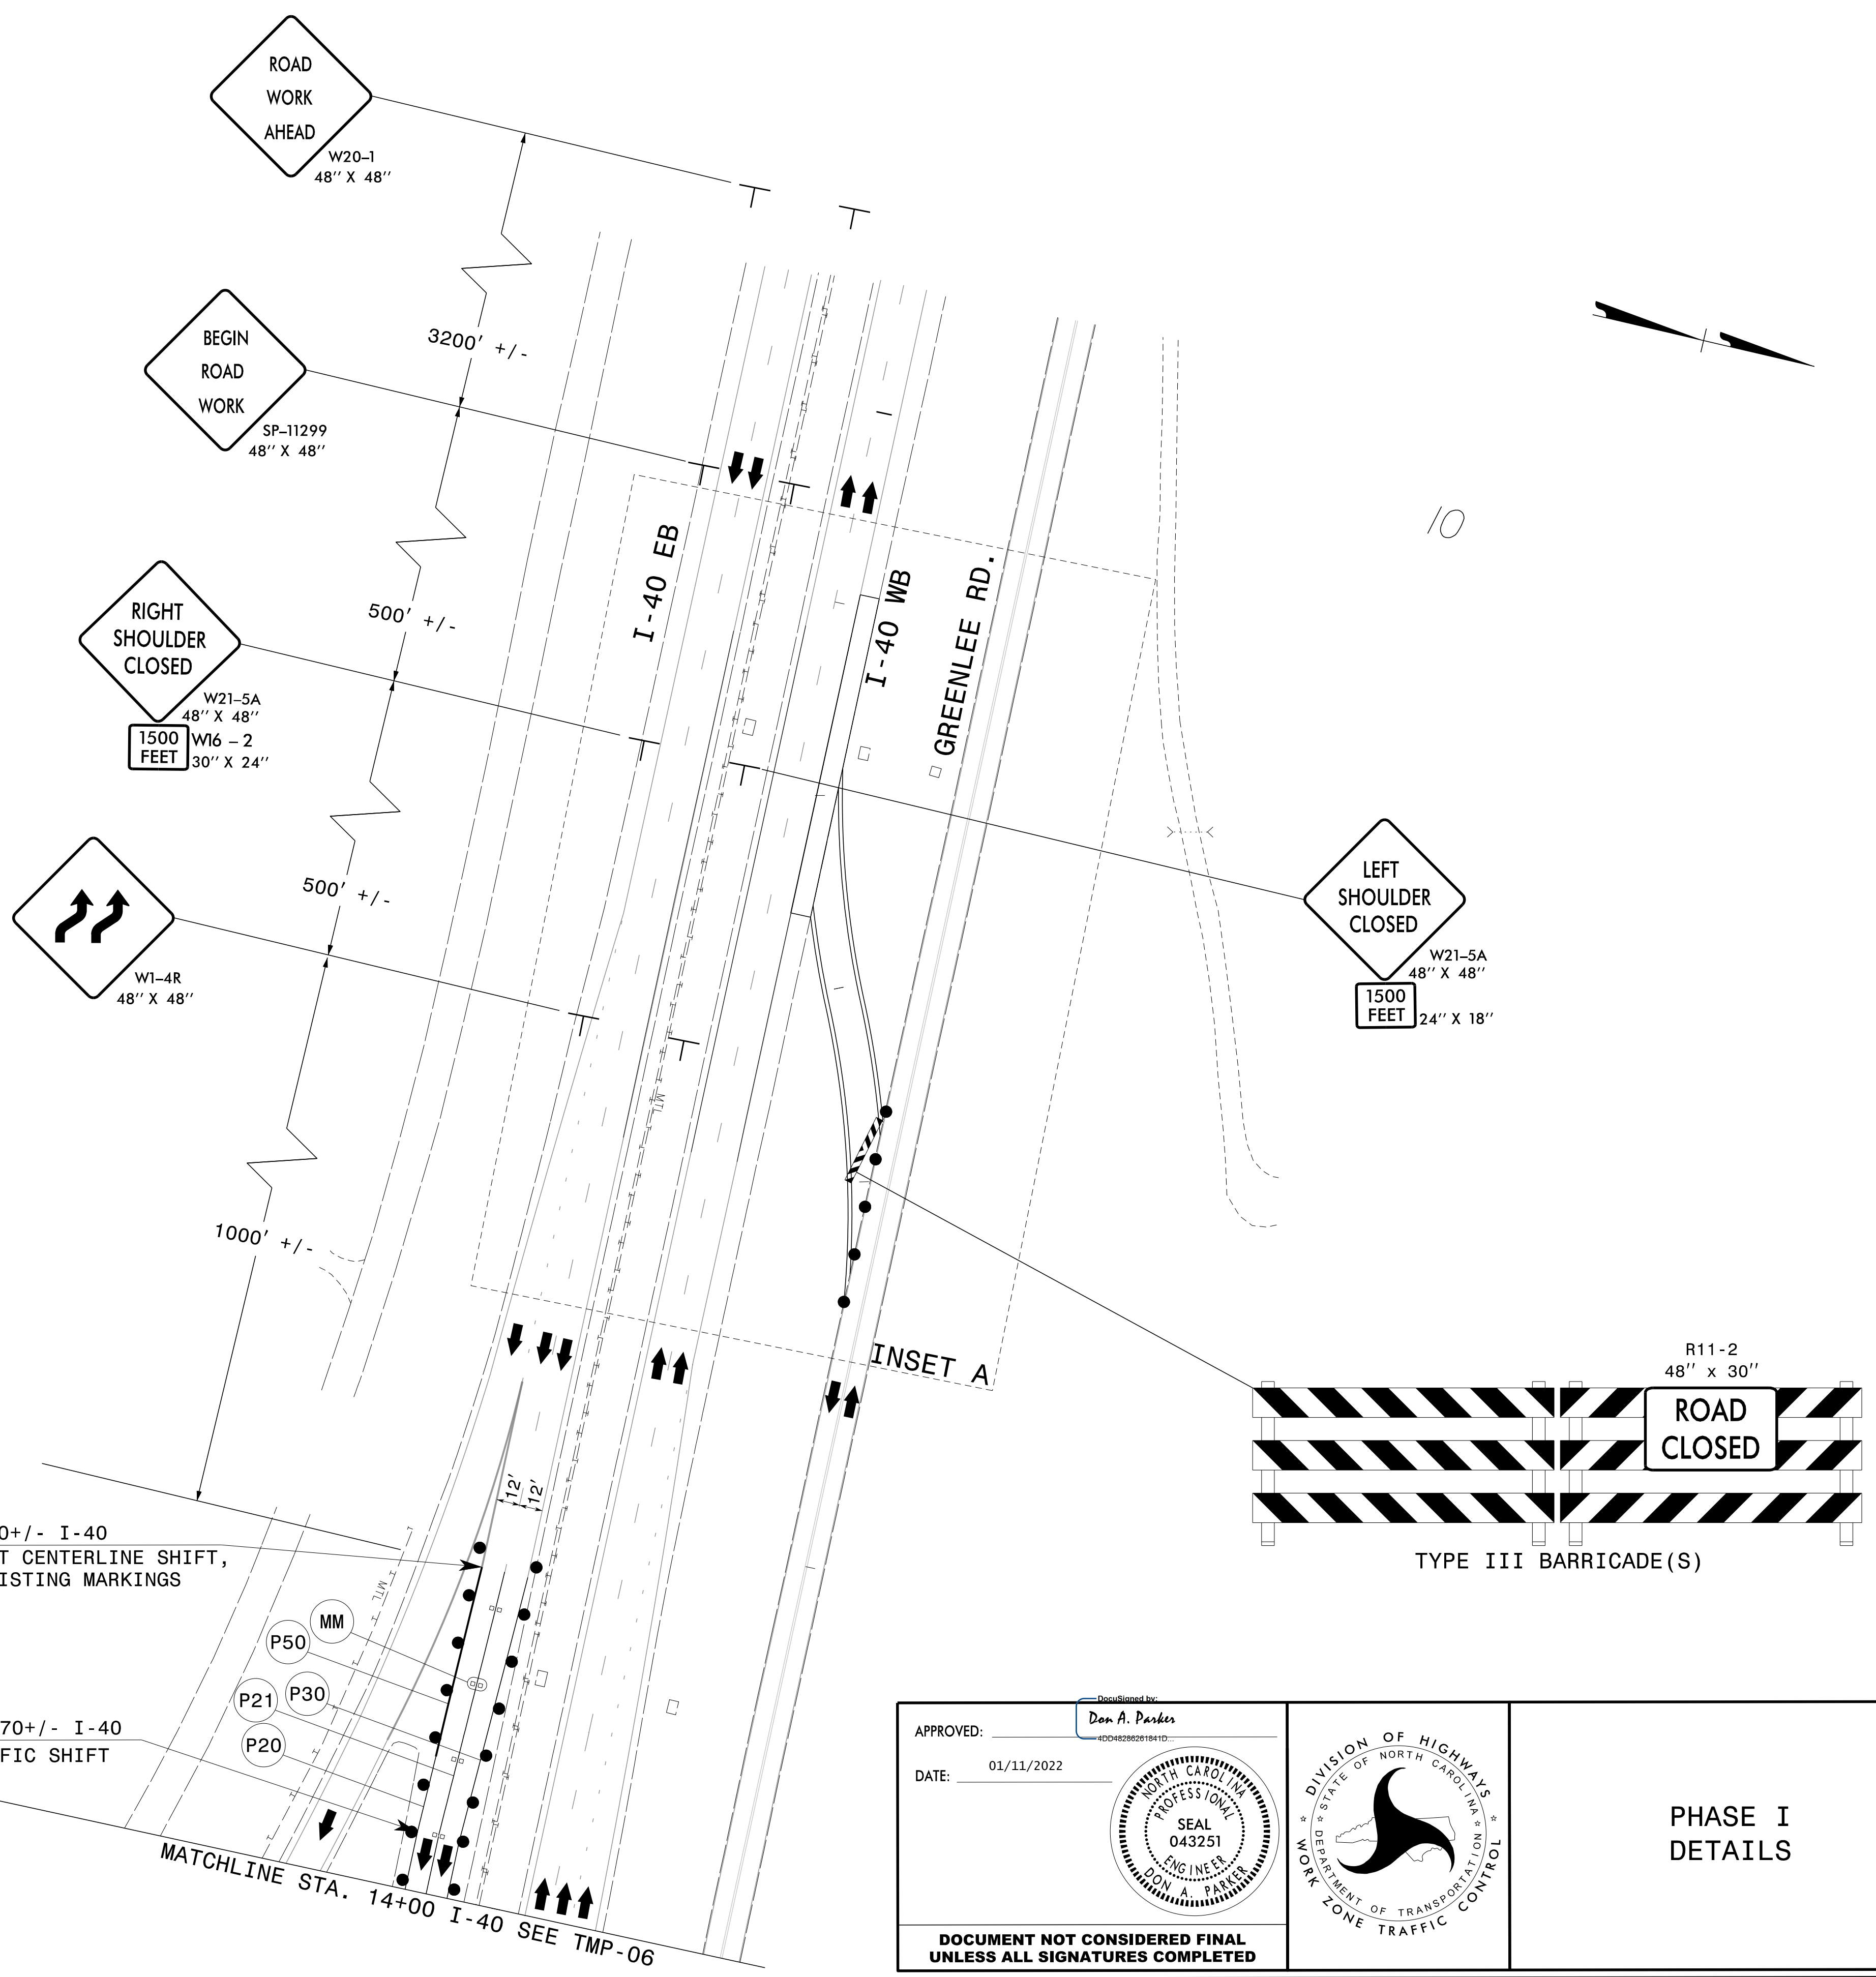 ROAD
WORK
AHEAD
W20-1
48'' X 48''
3200' +/-
BEGIN
ROAD
WORK
SP-11299
48'' X 48''
500' +/-
I-40 EB
I-40 WB
GREENLEE RD.
10
RIGHT
SHOULDER
CLOSED
W21-5A
48'' X 48''
1500
FEET
W16 - 2
30'' X 24''
500' +/-
LEFT
SHOULDER
CLOSED
W21-5A
48'' X 48''
1500
FEET
24'' X 18''
W1-4R
48'' X 48''
MTL
1000' +/-
INSET A
R11-2
48'' x 30''
ROAD
CLOSED
TYPE III BARRICADE(S)
12'
12'
0+/- I-40
T CENTERLINE SHIFT,
ISTING MARKINGS
MTL
MM
P50
P30
P21
P20
70+/- I-40
FIC SHIFT
MATCHLINE STA. 14+00 I-40 SEE TMP-06
APPROVED:
DocuSigned by:
Don A. Parker
4DD48286261841D...
DATE:
01/11/2022
NORTH CAROLINA
PROFESSIONAL
SEAL
043251
ENGINEER
DON A. PARKER
DOCUMENT NOT CONSIDERED FINAL
UNLESS ALL SIGNATURES COMPLETED
DIVISION OF HIGHWAYS
STATE OF NORTH CAROLINA
DEPARTMENT OF TRANSPORTATION
WORK ZONE TRAFFIC CONTROL
PHASE I
DETAILS